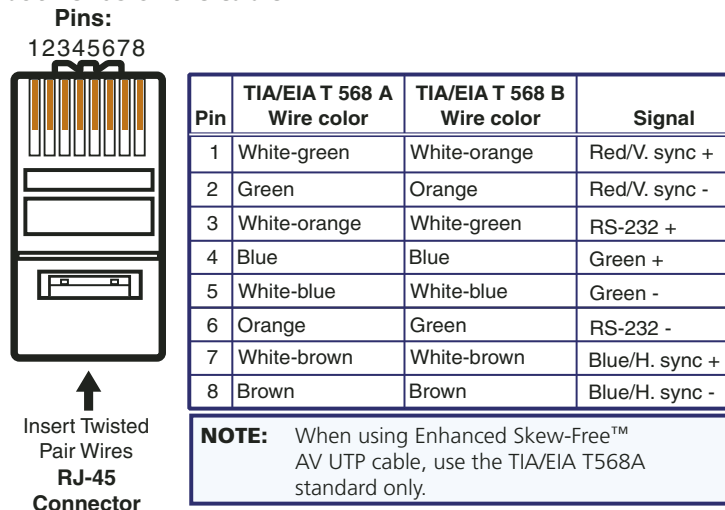 Pins:
12345678
Insert Twisted
Pair Wires
RJ-45
Connector
Pin TIA/EIA T 568 A Wire color TIA/EIA T 568 B Wire color Signal
1 White-green White-orange Red/V. sync +
2 Green Orange Red/V. sync -
3 White-orange White-green RS-232 +
4 Blue Blue Green +
5 White-blue White-blue Green -
6 Orange Green RS-232 -
7 White-brown White-brown Blue/H. sync +
8 Brown Brown Blue/H. sync -
NOTE: When using Enhanced Skew-Free™
AV UTP cable, use the TIA/EIA T568A
standard only.